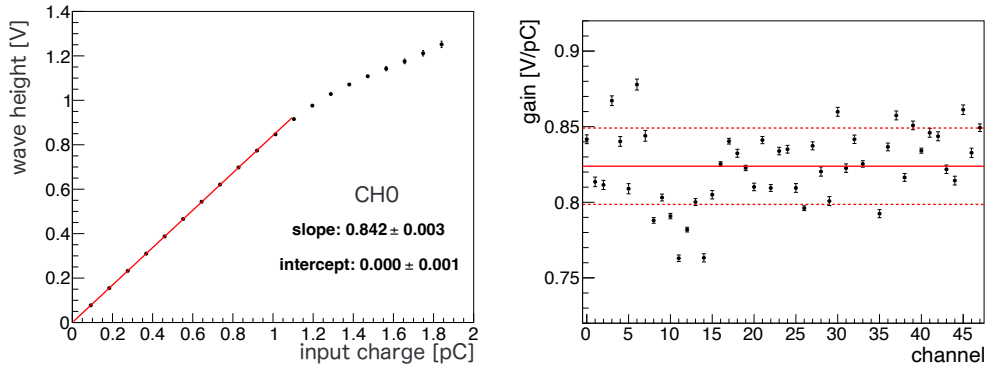 wave height [V]
1.4
1.2
1
0.8
0.6
0.4
0.2
0
CH0
slope: 0.842 ± 0.003
intercept: 0.000 ± 0.001
0 0.2 0.4 0.6 0.8 1 1.2 1.4 1.6 1.8 2
input charge [pC]
gain [V/pC]
0.9
0.85
0.8
0.75
0 5 10 15 20 25 30 35 40 45
channel